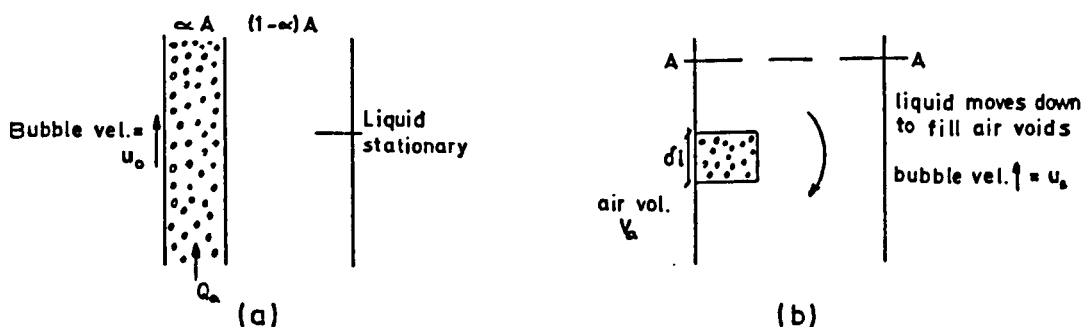 ∝ A
(1-∝)A
Bubble vel.=
u₀
Liquid
stationary
Qₐ
(a)
A
A
liquid moves down
to fill air voids
δl
bubble vel. ↑ = uₛ
air vol.
Vₐ
(b)